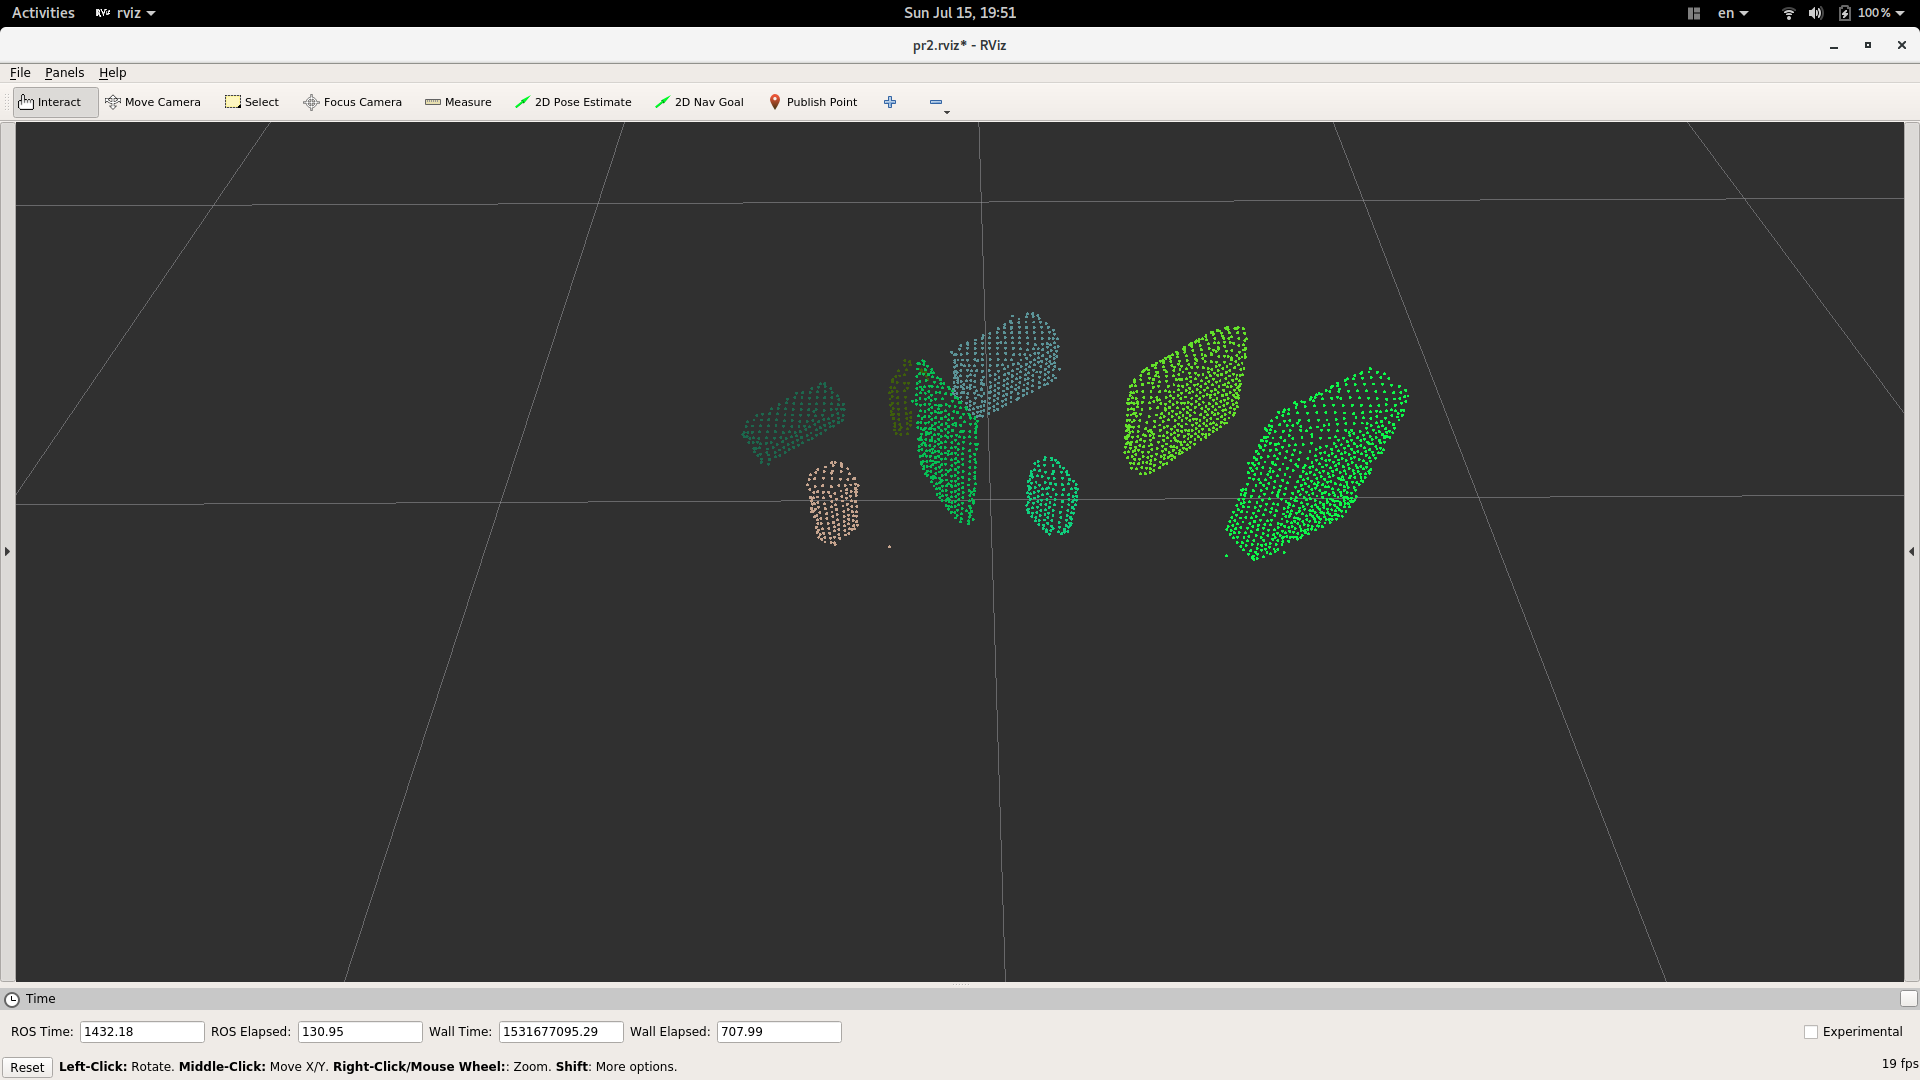 Activities RViz rviz Sun Jul 15, 19:51 en 100%
pr2.rviz* - RViz
File Panels Help
Interact Move Camera Select Focus Camera Measure 2D Pose Estimate 2D Nav Goal Publish Point
Time
ROS Time: 1432.18 ROS Elapsed: 130.95 Wall Time: 1531677095.29 Wall Elapsed: 707.99 Experimental
Reset Left-Click: Rotate. Middle-Click: Move X/Y. Right-Click/Mouse Wheel:: Zoom. Shift: More options. 19 fps